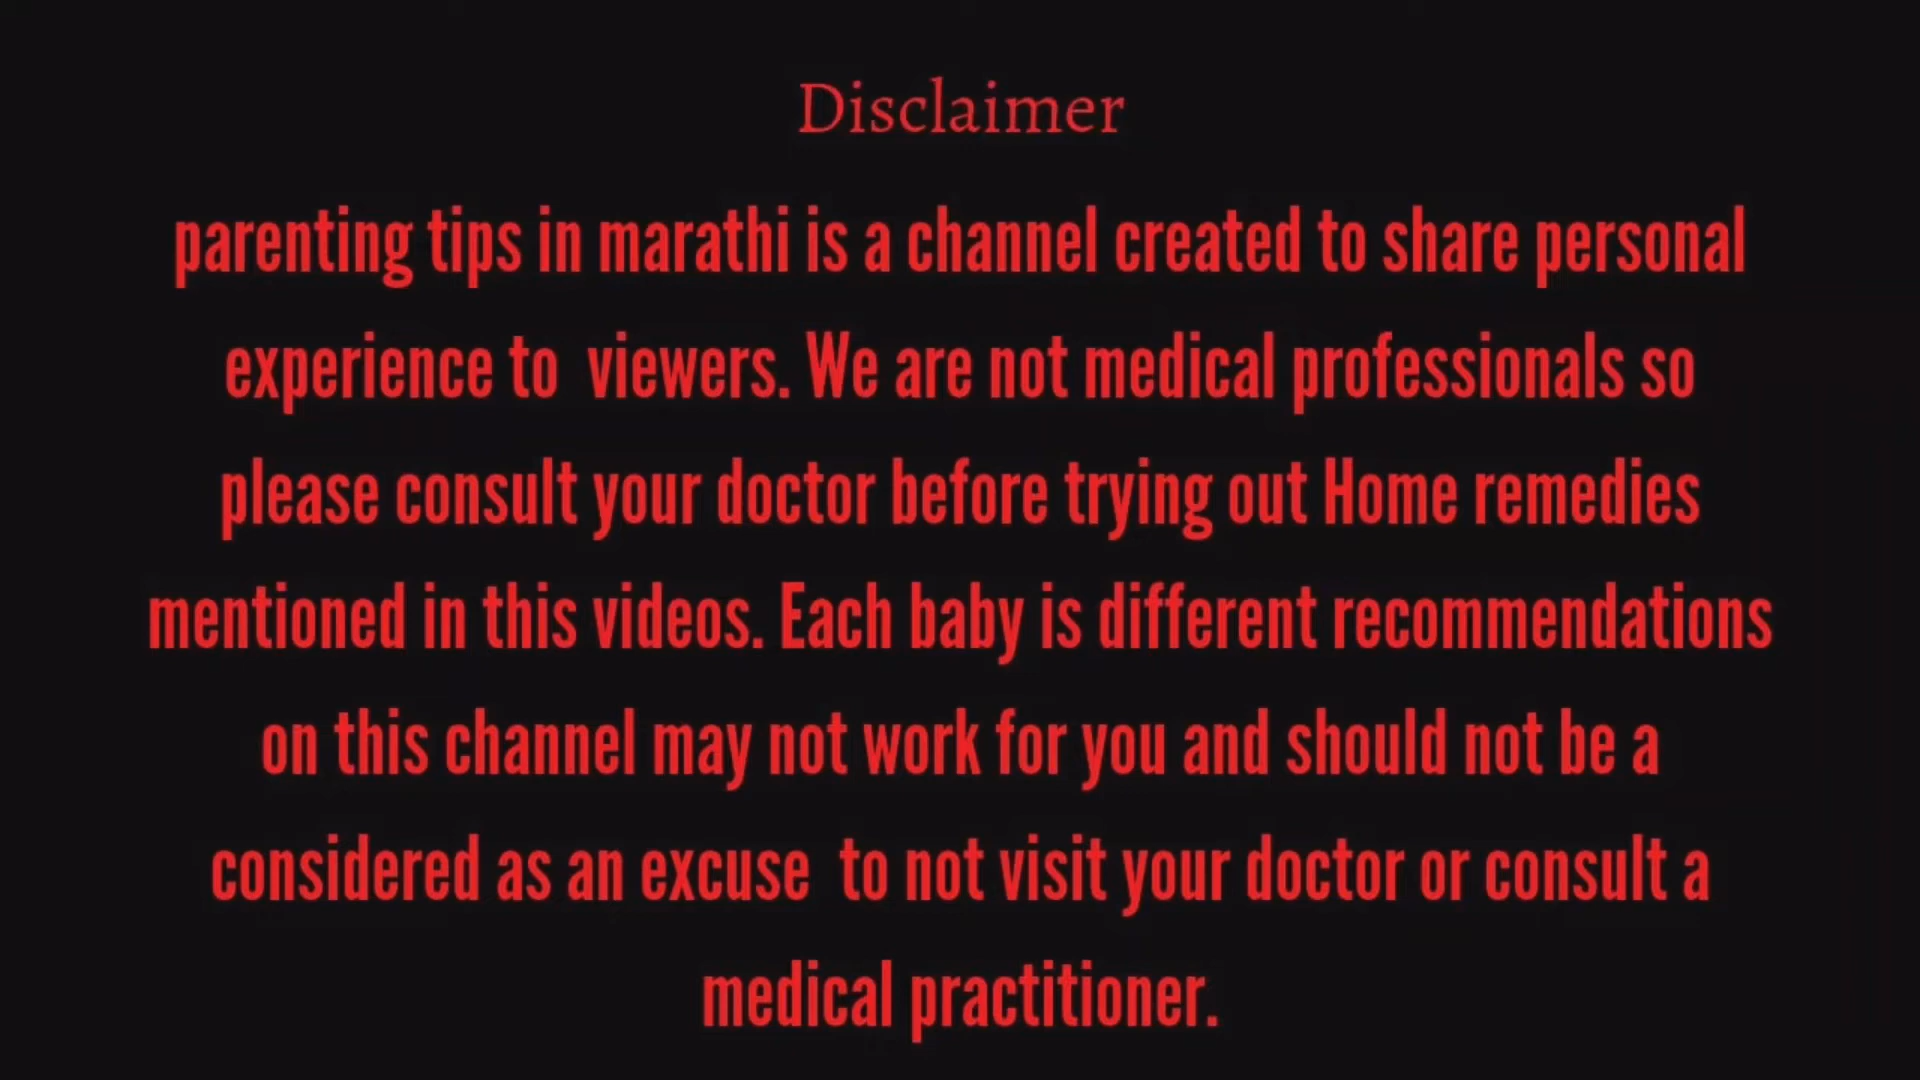 Disclaimer
parenting tips in marathi is a channel created to share personal
experience to viewers. We are not medical professionals so
please consult your doctor before trying out Home remedies
mentioned in this videos. Each baby is different recommendations
on this channel may not work for you and should not be a
considered as an excuse to not visit your doctor or consult a
medical practitioner.